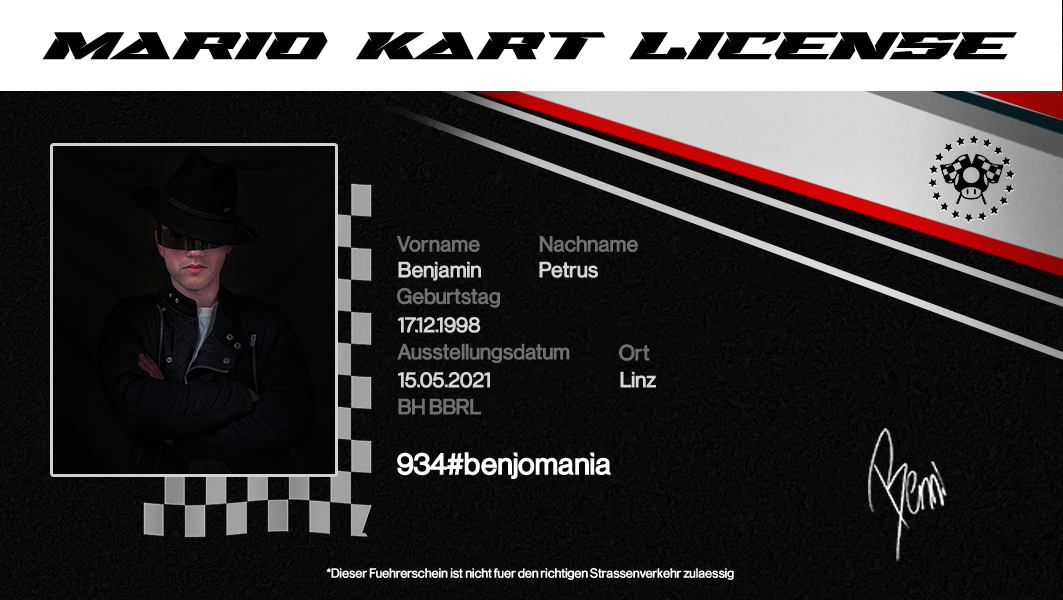 MARIO KART LICENSE
Vorname Nachname
Benjamin Petrus
Geburtstag
17.12.1998
Ausstellungsdatum Ort
15.05.2021 Linz
BH BBRL
934#benjomania
Benni
*Dieser Fuehrerschein ist nicht fuer den richtigen Strassenverkehr zulaessig